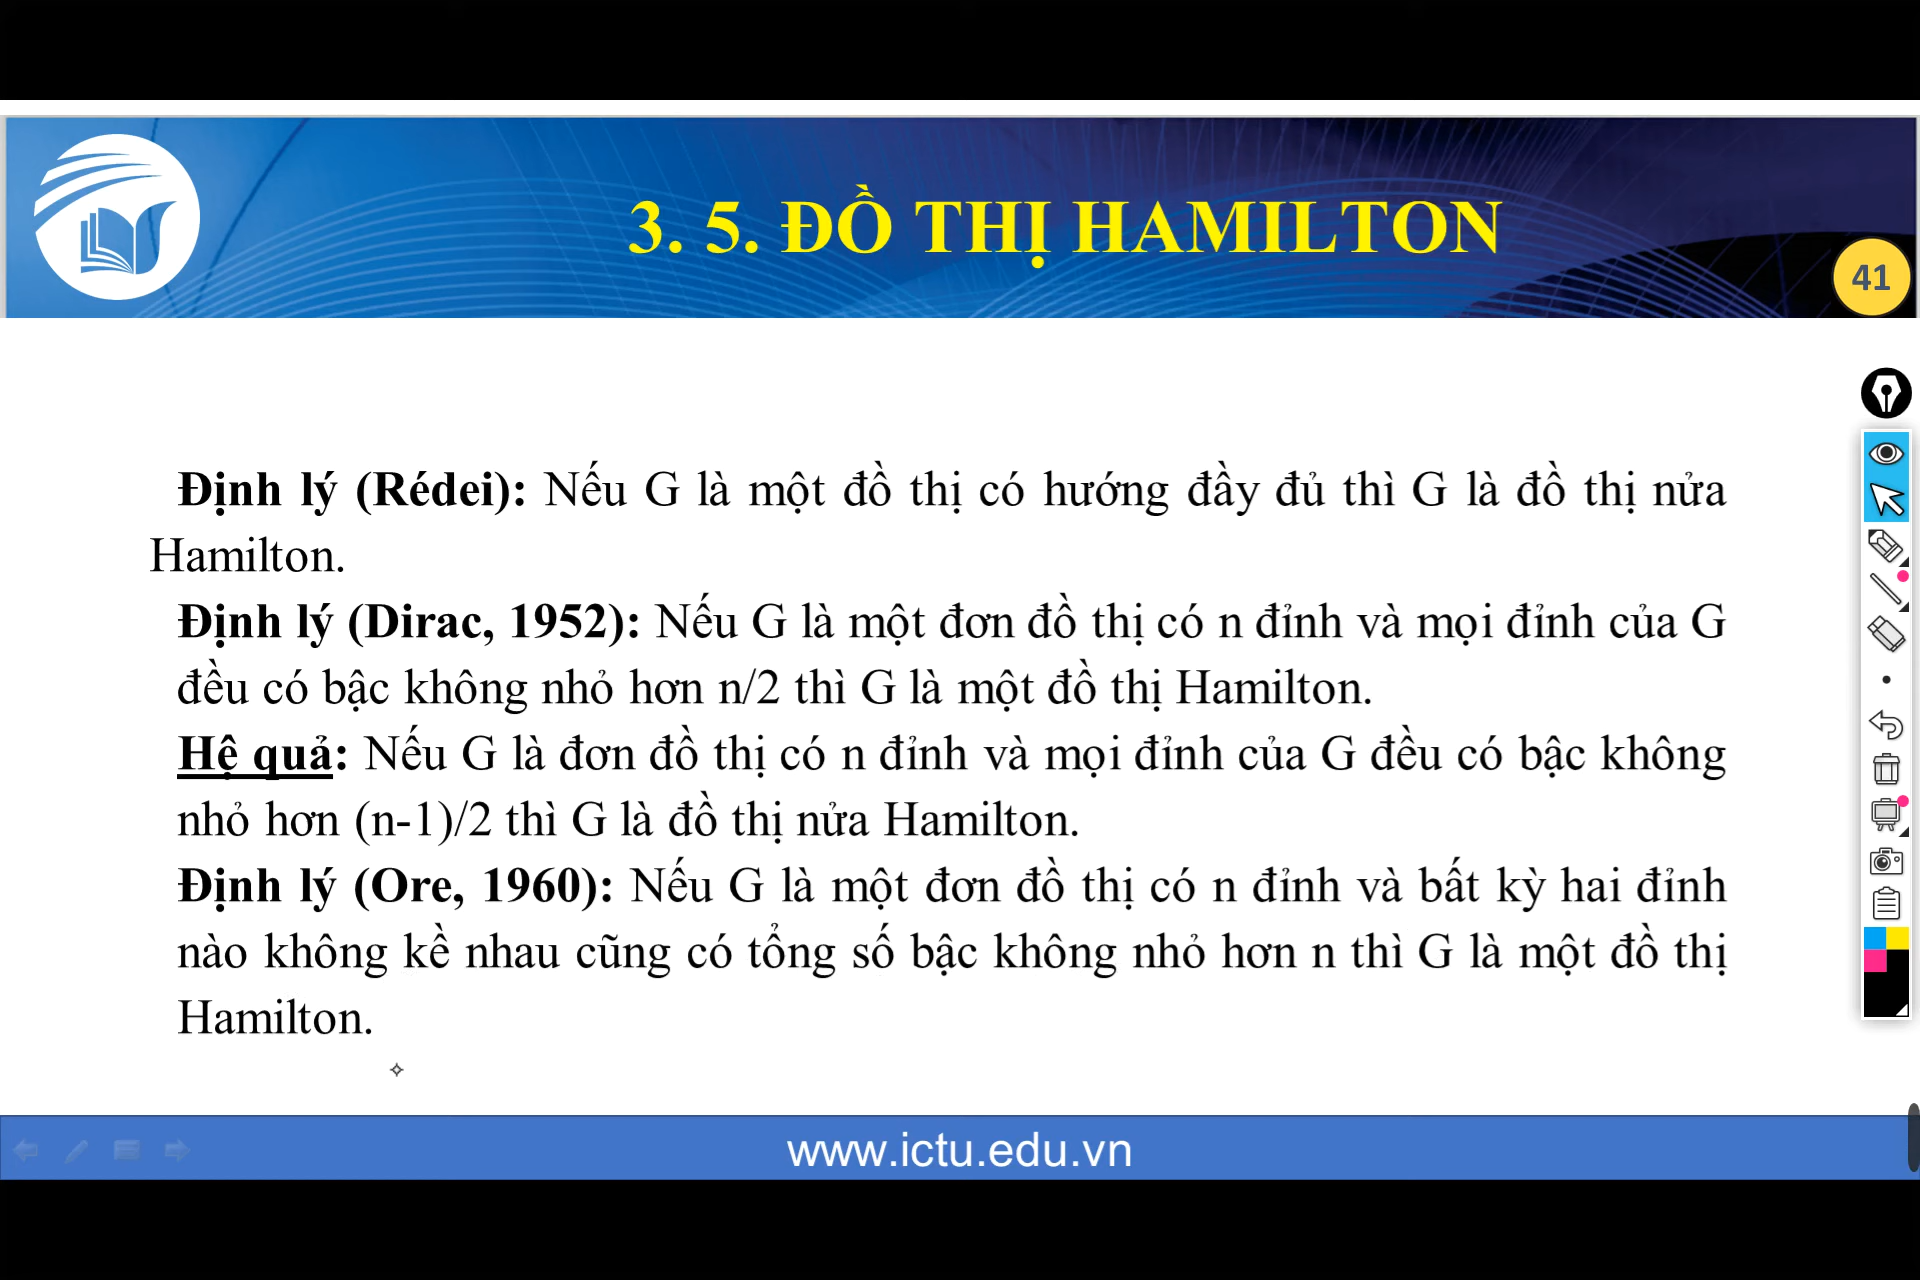 3. 5. ĐỒ THỊ HAMILTON
41
Định lý (Rédei): Nếu G là một đồ thị có hướng đầy đủ thì G là đồ thị nửa
Hamilton.
Định lý (Dirac, 1952): Nếu G là một đơn đồ thị có n đỉnh và mọi đỉnh của G
đều có bậc không nhỏ hơn n/2 thì G là một đồ thị Hamilton.
Hệ quả: Nếu G là đơn đồ thị có n đỉnh và mọi đỉnh của G đều có bậc không
nhỏ hơn (n-1)/2 thì G là đồ thị nửa Hamilton.
Định lý (Ore, 1960): Nếu G là một đơn đồ thị có n đỉnh và bất kỳ hai đỉnh
nào không kề nhau cũng có tổng số bậc không nhỏ hơn n thì G là một đồ thị
Hamilton.
www.ictu.edu.vn